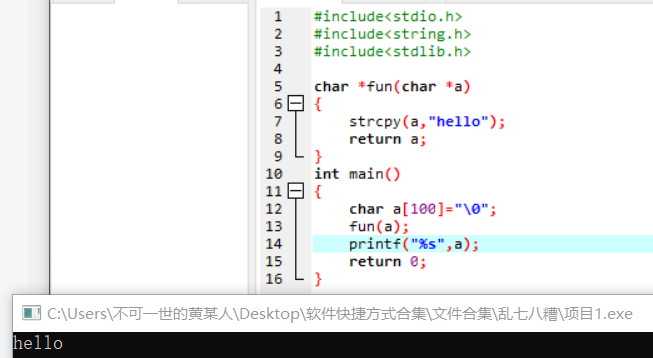 1 #include<stdio.h>
2 #include<string.h>
3 #include<stdlib.h>
4
5 char *fun(char *a)
6 {
7     strcpy(a,"hello");
8     return a;
9 }
10 int main()
11 {
12     char a[100]="\0";
13     fun(a);
14     printf("%s",a);
15     return 0;
16 }
C:\Users\不可一世的黄某人\Desktop\软件快捷方式合集\文件合集\乱七八糟\项目1.exe
hello